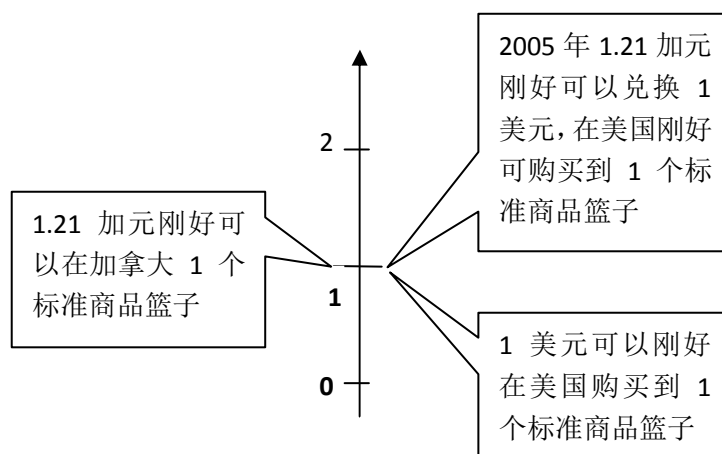 2005 年 1.21 加元
刚好可以兑换 1
美元，在美国刚好
可购买到 1 个标
准商品篮子
2
1.21 加元刚好可
以在加拿大 1 个
标准商品篮子
1
1 美元可以刚好
在美国购买到 1
个标准商品篮子
0